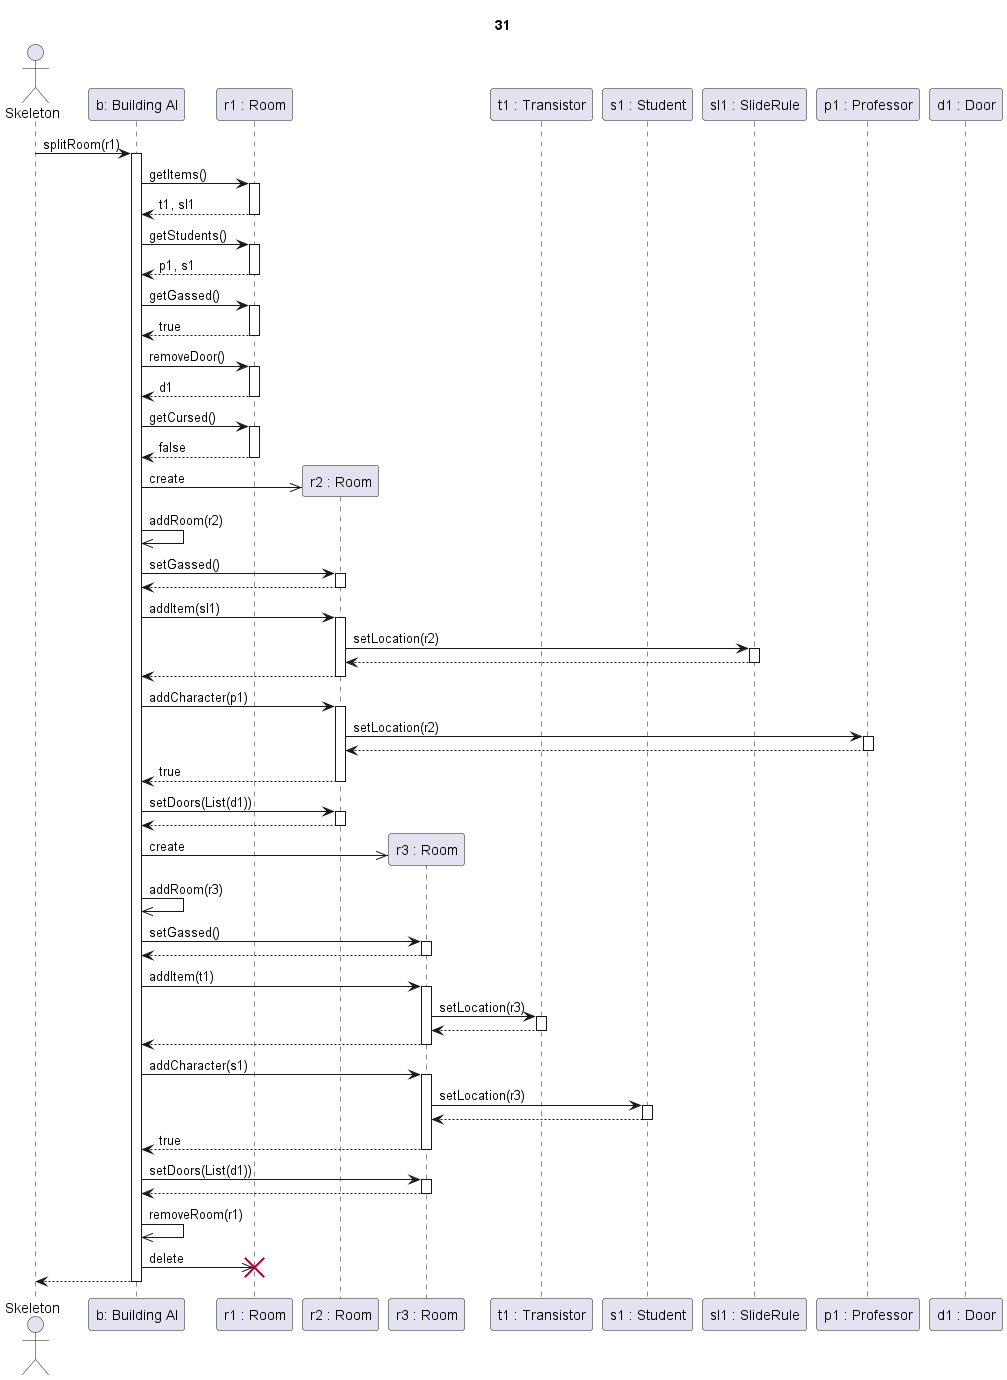 31
Skeleton
b: Building AI
r1 : Room
t1 : Transistor
s1 : Student
sl1 : SlideRule
p1 : Professor
d1 : Door
splitRoom(r1)
getItems()
t1, sl1
getStudents()
p1, s1
getGassed()
true
removeDoor()
d1
getCursed()
false
create
r2 : Room
addRoom(r2)
setGassed()
addItem(sl1)
setLocation(r2)
addCharacter(p1)
setLocation(r2)
true
setDoors(List(d1))
create
r3 : Room
addRoom(r3)
setGassed()
addItem(t1)
setLocation(r3)
addCharacter(s1)
setLocation(r3)
true
setDoors(List(d1))
removeRoom(r1)
delete
Skeleton
b: Building AI
r1 : Room
r2 : Room
r3 : Room
t1 : Transistor
s1 : Student
sl1 : SlideRule
p1 : Professor
d1 : Door